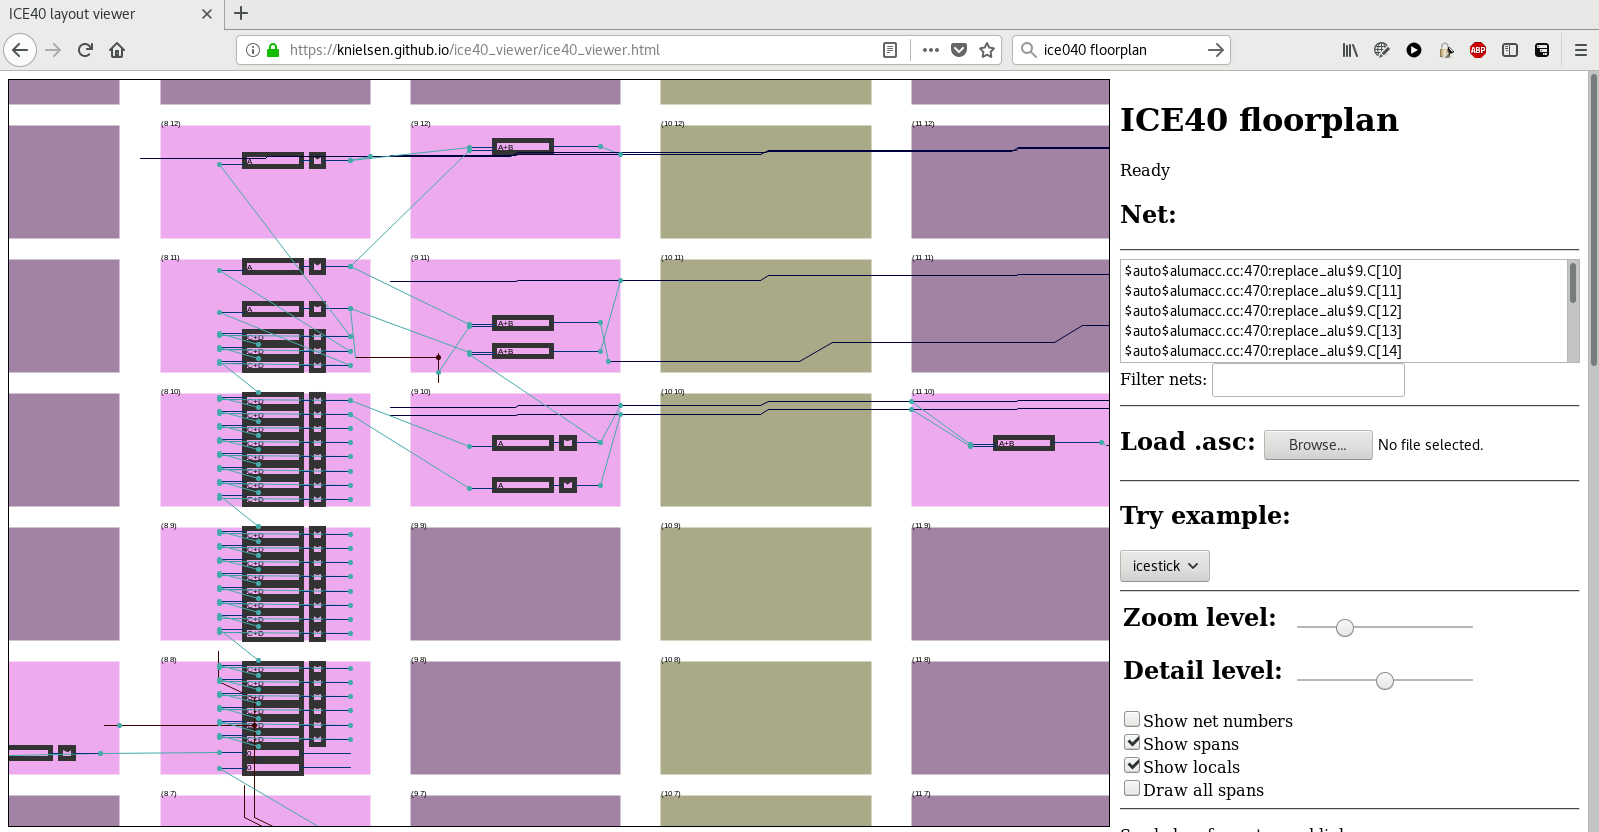 ICE40 layout viewer
https://knielsen.github.io/ice40_viewer/ice40_viewer.html
ice040 floorplan
ABP
(8 12)
(9 12)
(10 12)
(11 12)
A
A+B
(8 11)
(9 11)
(10 11)
(11 11)
A
A
C+D
C+D
C+D
A+B
A+B
(8 10)
(9 10)
(10 10)
(11 10)
C+D
C+D
C+D
C+D
C+D
C+D
C+D
C+D
A
A
A+B
(8 9)
(9 9)
(10 9)
(11 9)
C+D
C+D
C+D
C+D
C+D
C+D
C+D
C+D
(8 8)
(9 8)
(10 8)
(11 8)
C+D
C+D
C+D
C+D
C+D
C+D
0
(8 7)
(9 7)
(10 7)
(11 7)
ICE40 floorplan
Ready
Net:
$auto$alumacc.cc:470:replace_alu$9.C[10]
$auto$alumacc.cc:470:replace_alu$9.C[11]
$auto$alumacc.cc:470:replace_alu$9.C[12]
$auto$alumacc.cc:470:replace_alu$9.C[13]
$auto$alumacc.cc:470:replace_alu$9.C[14]
Filter nets:
Load .asc: Browse... No file selected.
Try example:
icestick
Zoom level:
Detail level:
Show net numbers
Show spans
Show locals
Draw all spans